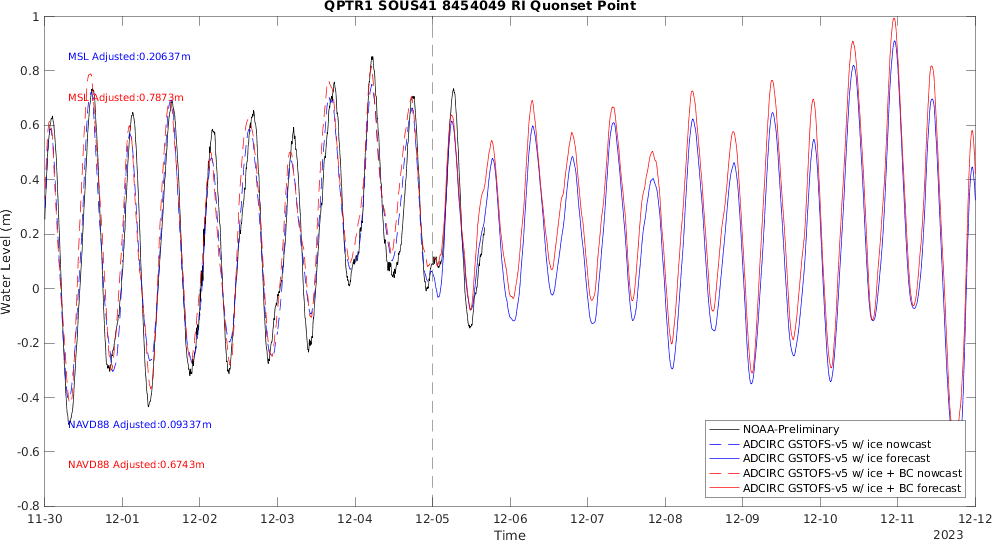 QPTR1 SOUS41 8454049 RI Quonset Point
Water Level (m)
1
0.8
0.6
0.4
0.2
0
-0.2
-0.4
-0.6
-0.8
MSL Adjusted:0.20637m
MSL Adjusted:0.7873m
NAVD88 Adjusted:0.09337m
NAVD88 Adjusted:0.6743m
NOAA-Preliminary
ADCIRC GSTOFS-v5 w/ ice nowcast
ADCIRC GSTOFS-v5 w/ ice forecast
ADCIRC GSTOFS-v5 w/ ice + BC nowcast
ADCIRC GSTOFS-v5 w/ ice + BC forecast
11-30 12-01 12-02 12-03 12-04 12-05 12-06 12-07 12-08 12-09 12-10 12-11 12-12
Time
2023